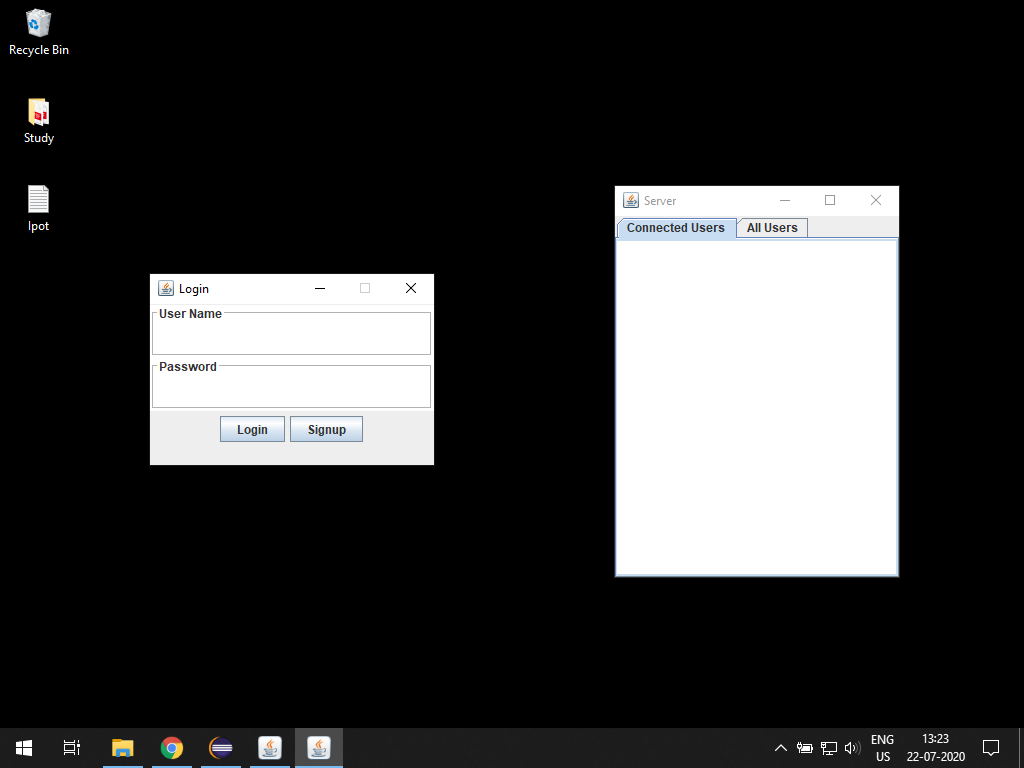 Recycle Bin
Study
Ipot
Server
Connected Users
All Users
Login
User Name
Password
Login
Signup
ENG
US
13:23
22-07-2020